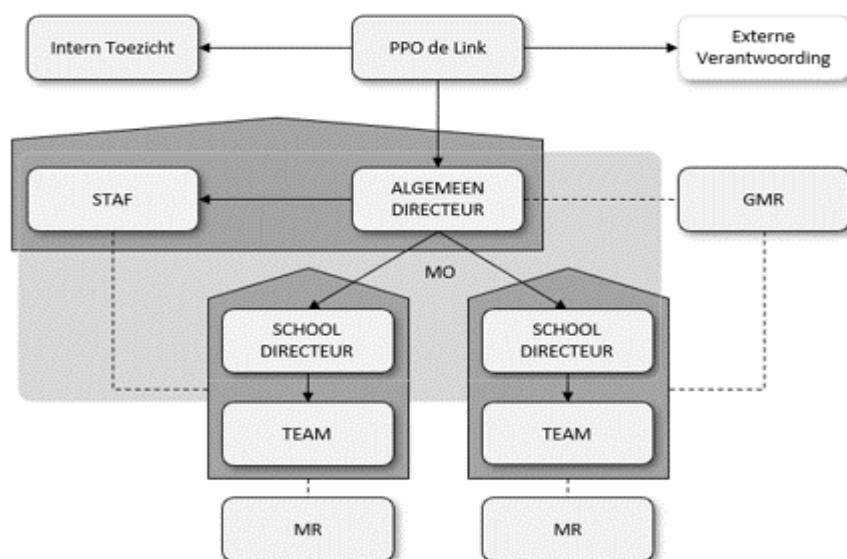 Intern Toezicht
PPO de Link
Externe
Verantwoording
STAF
ALGEMEEN
DIRECTEUR
GMR
MO
SCHOOL
DIRECTEUR
SCHOOL
DIRECTEUR
TEAM
TEAM
MR
MR